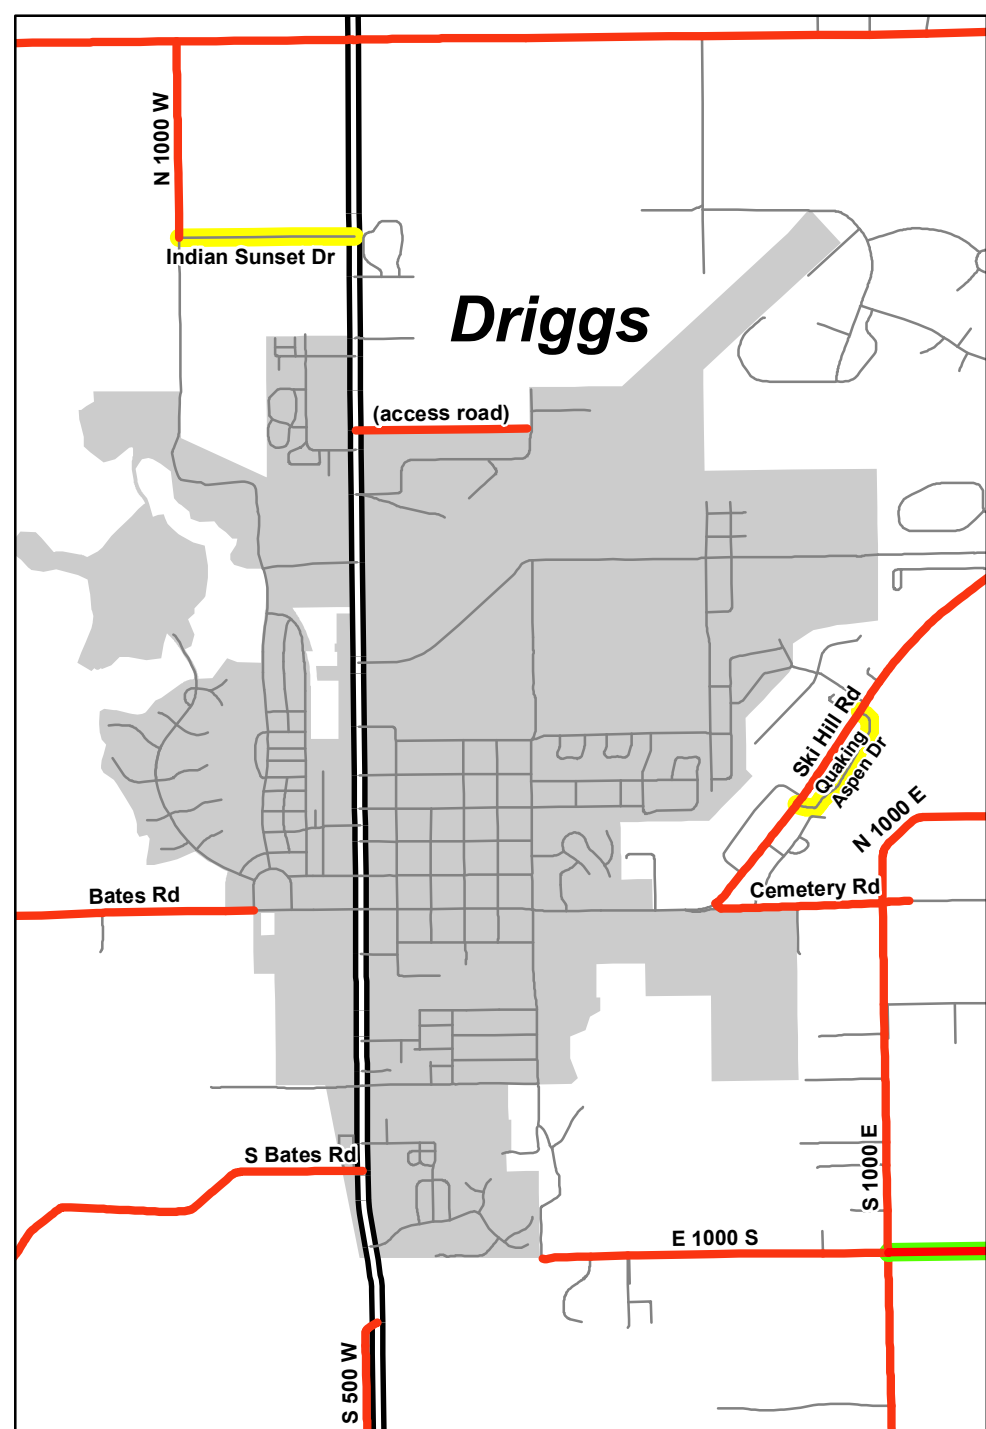 N 1000 W
Indian Sunset Dr
Driggs
(access road)
Ski Hill Rd
Quaking
Aspen Dr
N 1000 E
Cemetery Rd
Bates Rd
S Bates Rd
S 1000 E
E 1000 S
S 500 W